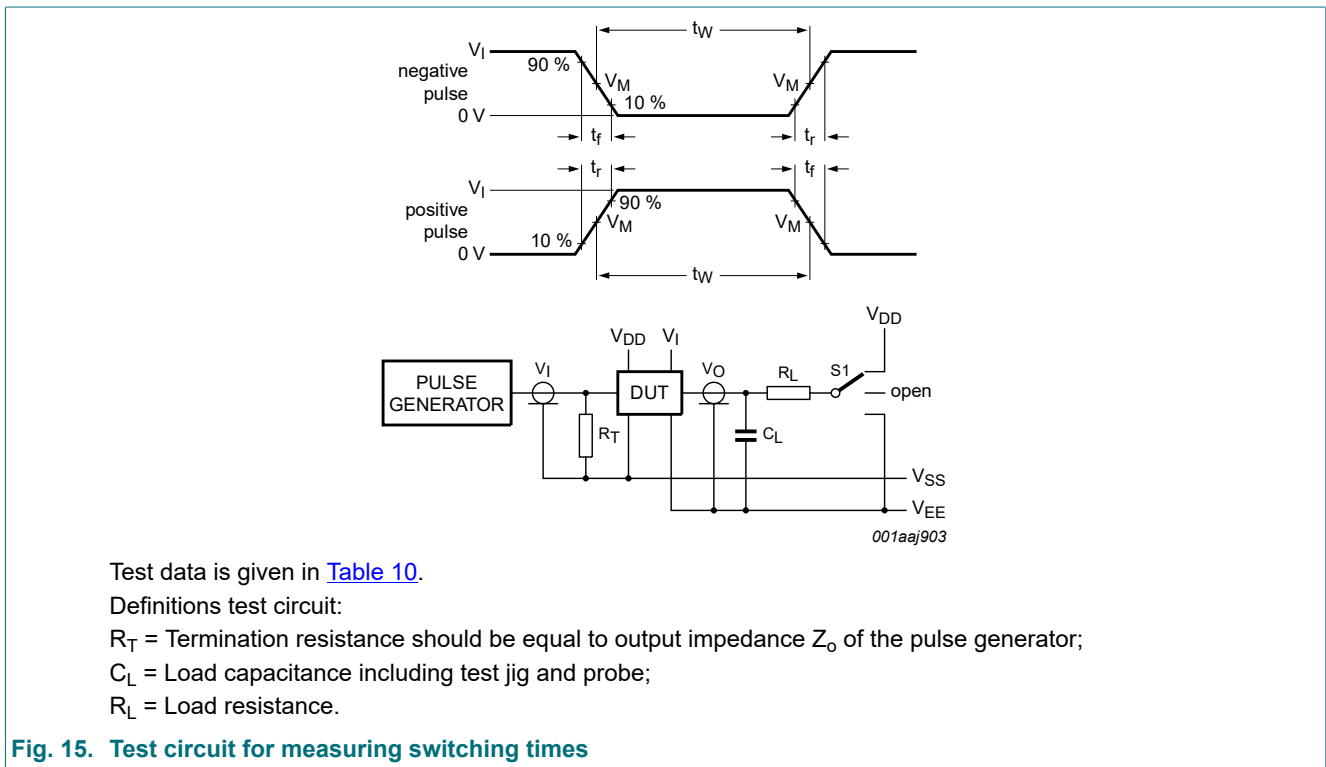 tW
VI
90 %
negative
pulse
VM
VM
10 %
0 V
tf
tr
tr
tf
VI
90 %
positive
pulse
VM
VM
10 %
0 V
tW
VDD
VDD
VI
VI
VO
RL
S1
PULSE
GENERATOR
DUT
open
RT
CL
VSS
VEE
001aaj903
Test data is given in Table 10.
Definitions test circuit:
RT = Termination resistance should be equal to output impedance Zo of the pulse generator;
CL = Load capacitance including test jig and probe;
RL = Load resistance.
Fig. 15. Test circuit for measuring switching times